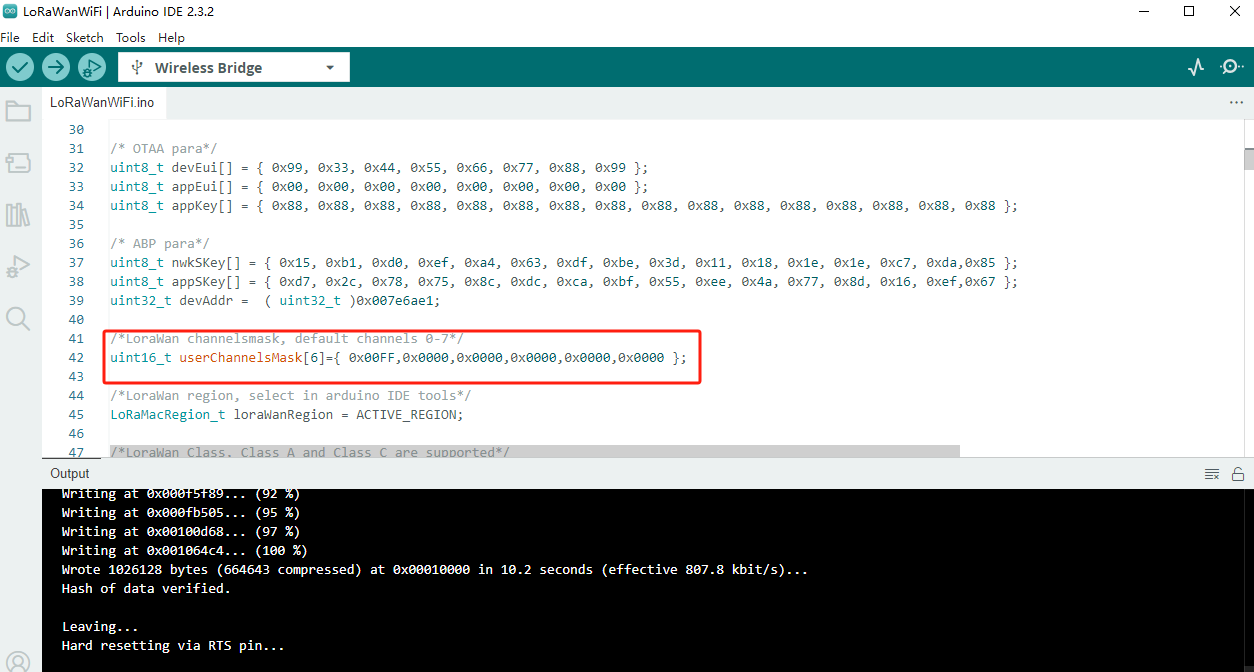 LoRaWanWiFi | Arduino IDE 2.3.2
File Edit Sketch Tools Help
Wireless Bridge
LoRaWanWiFi.ino
30
31 /* OTAA para*/
32 uint8_t devEui[] = { 0x99, 0x33, 0x44, 0x55, 0x66, 0x77, 0x88, 0x99 };
33 uint8_t appEui[] = { 0x00, 0x00, 0x00, 0x00, 0x00, 0x00, 0x00, 0x00 };
34 uint8_t appKey[] = { 0x88, 0x88, 0x88, 0x88, 0x88, 0x88, 0x88, 0x88, 0x88, 0x88, 0x88, 0x88, 0x88, 0x88, 0x88, 0x88 };
35
36 /* ABP para*/
37 uint8_t nwkSKey[] = { 0x15, 0xb1, 0xd0, 0xef, 0xa4, 0x63, 0xdf, 0xbe, 0x3d, 0x11, 0x18, 0x1e, 0x1e, 0xc7, 0xda,0x85 };
38 uint8_t appSKey[] = { 0xd7, 0x2c, 0x78, 0x75, 0x8c, 0xdc, 0xca, 0xbf, 0x55, 0xee, 0x4a, 0x77, 0x8d, 0x16, 0xef,0x67 };
39 uint32_t devAddr =  ( uint32_t )0x007e6ae1;
40
41 /*LoraWan channelsmask, default channels 0-7*/
42 uint16_t userChannelsMask[6]={ 0x00FF,0x0000,0x0000,0x0000,0x0000,0x0000 };
43
44 /*LoraWan region, select in arduino IDE tools*/
45 LoRaMacRegion_t loraWanRegion = ACTIVE_REGION;
46
47 /*LoraWan Class. Class A and Class C are supported*/
Output
Writing at 0x000f5f89... (92 %)
Writing at 0x000fb505... (95 %)
Writing at 0x00100d68... (97 %)
Writing at 0x001064c4... (100 %)
Wrote 1026128 bytes (664643 compressed) at 0x00010000 in 10.2 seconds (effective 807.8 kbit/s)...
Hash of data verified.
Leaving...
Hard resetting via RTS pin...